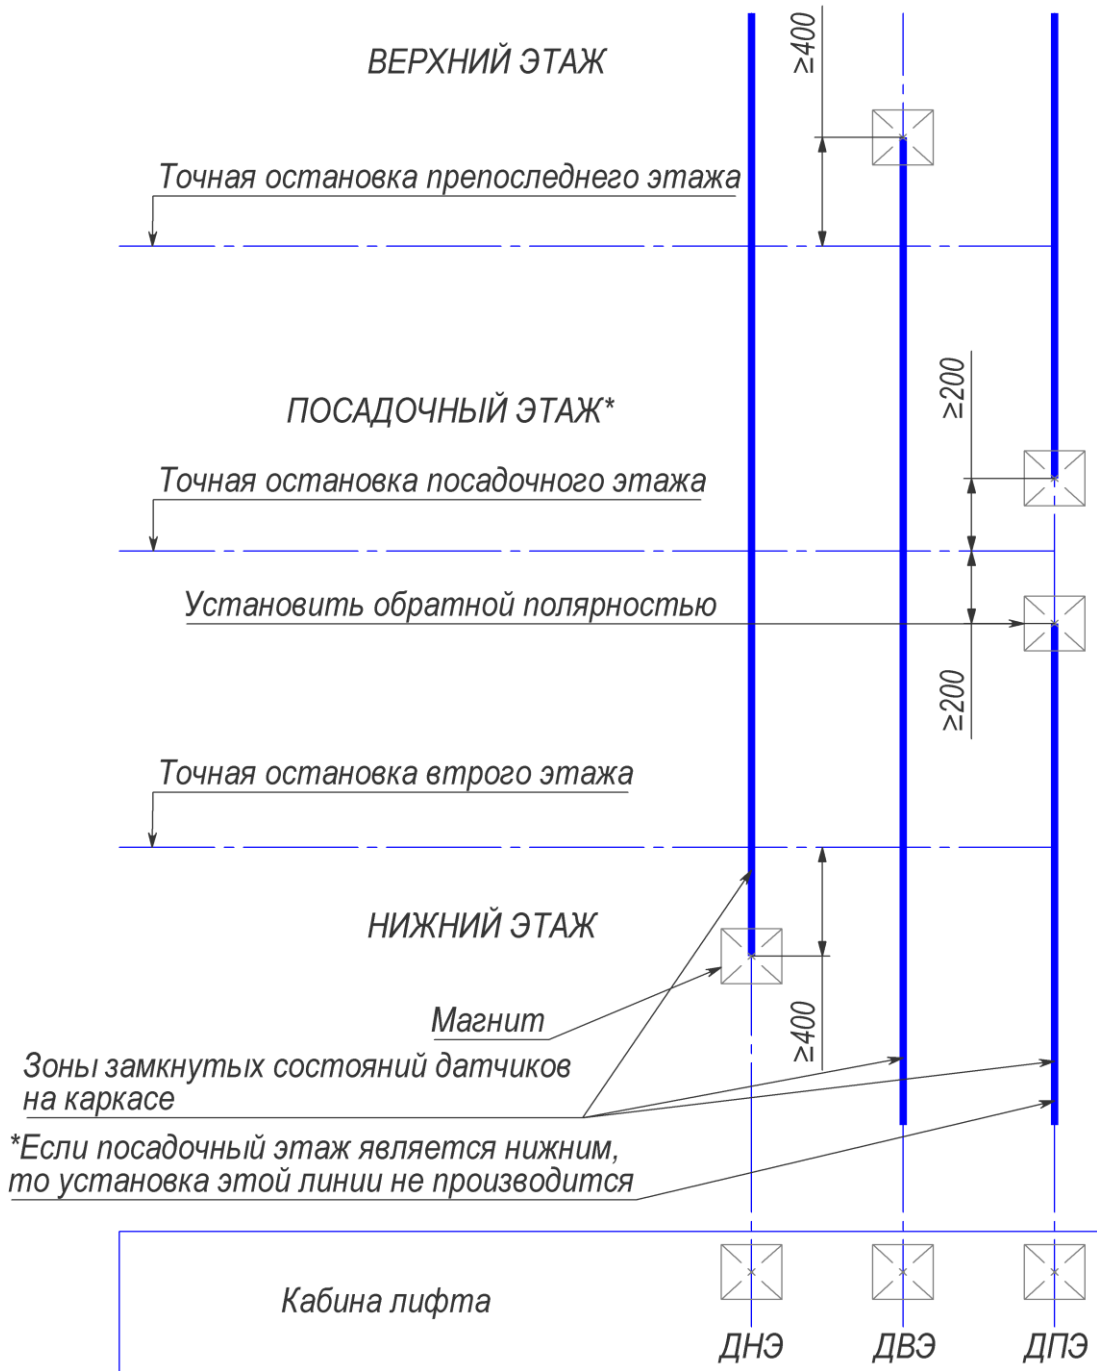 ВЕРХНИЙ ЭТАЖ
≥400
Точная остановка препоследнего этажа
ПОСАДОЧНЫЙ ЭТАЖ*
≥200
Точная остановка посадочного этажа
Установить обратной полярностью
≥200
Точная остановка втрого этажа
НИЖНИЙ ЭТАЖ
Магнит
≥400
Зоны замкнутых состояний датчиков
на каркасе
*Если посадочный этаж является нижним,
то установка этой линии не производится
Кабина лифта
ДНЭ ДВЭ ДПЭ